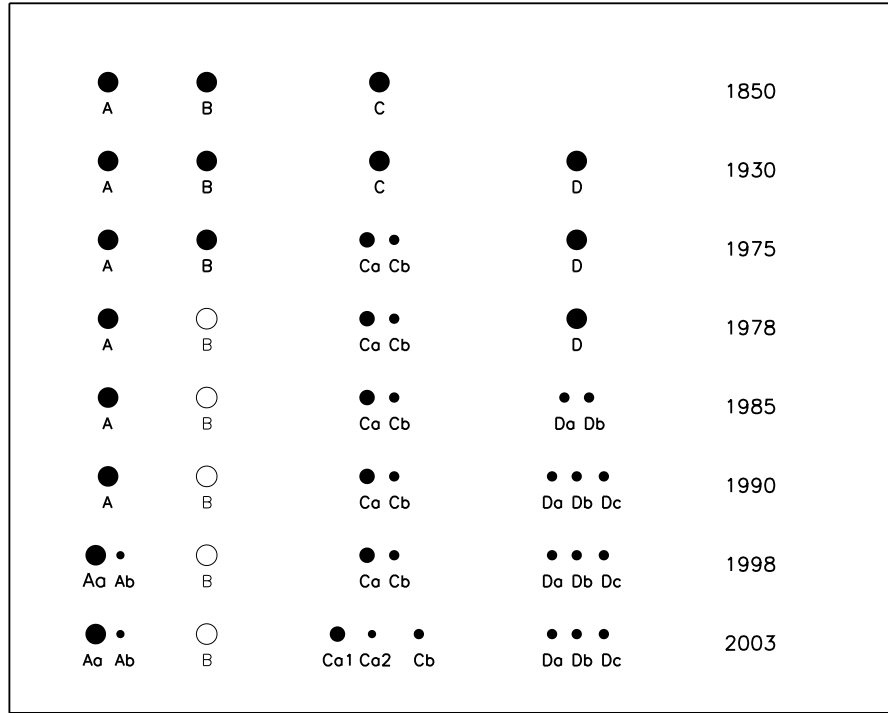 A B C 1850
A B C D 1930
A B Ca Cb D 1975
A B Ca Cb D 1978
A B Ca Cb Da Db 1985
A B Ca Cb Da Db Dc 1990
Aa Ab B Ca Cb Da Db Dc 1998
Aa Ab B Ca1 Ca2 Cb Da Db Dc 2003